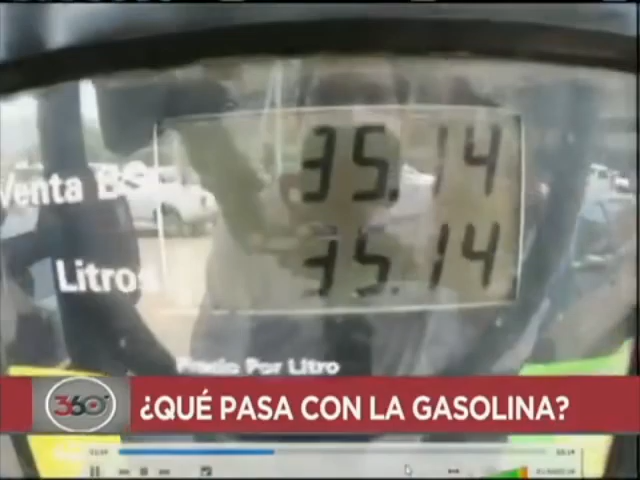 Venta BS
35.14
Litros
35.14
Precio Por Litro
360°
¿QUÉ PASA CON LA GASOLINA?